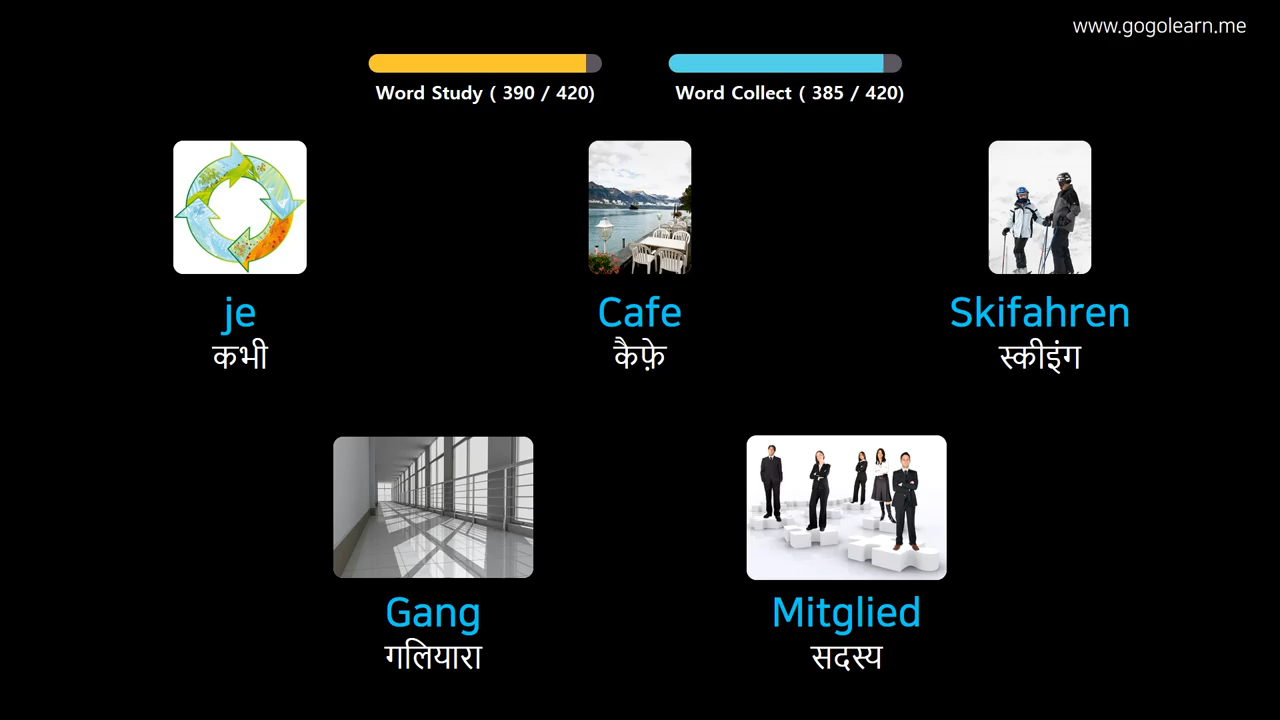 www.gogolearn.me
Word Study ( 390 / 420)
Word Collect ( 385 / 420)
je
कभी
Cafe
कैफ़े
Skifahren
स्कीइंग
Gang
गलियारा
Mitglied
सदस्य